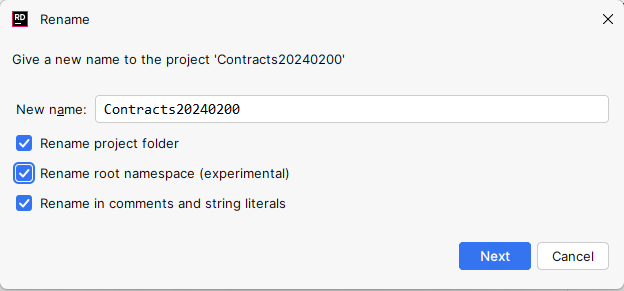 RD Rename
Give a new name to the project 'Contracts20240200'
New name: Contracts20240200
Rename project folder
Rename root namespace (experimental)
Rename in comments and string literals
Next Cancel